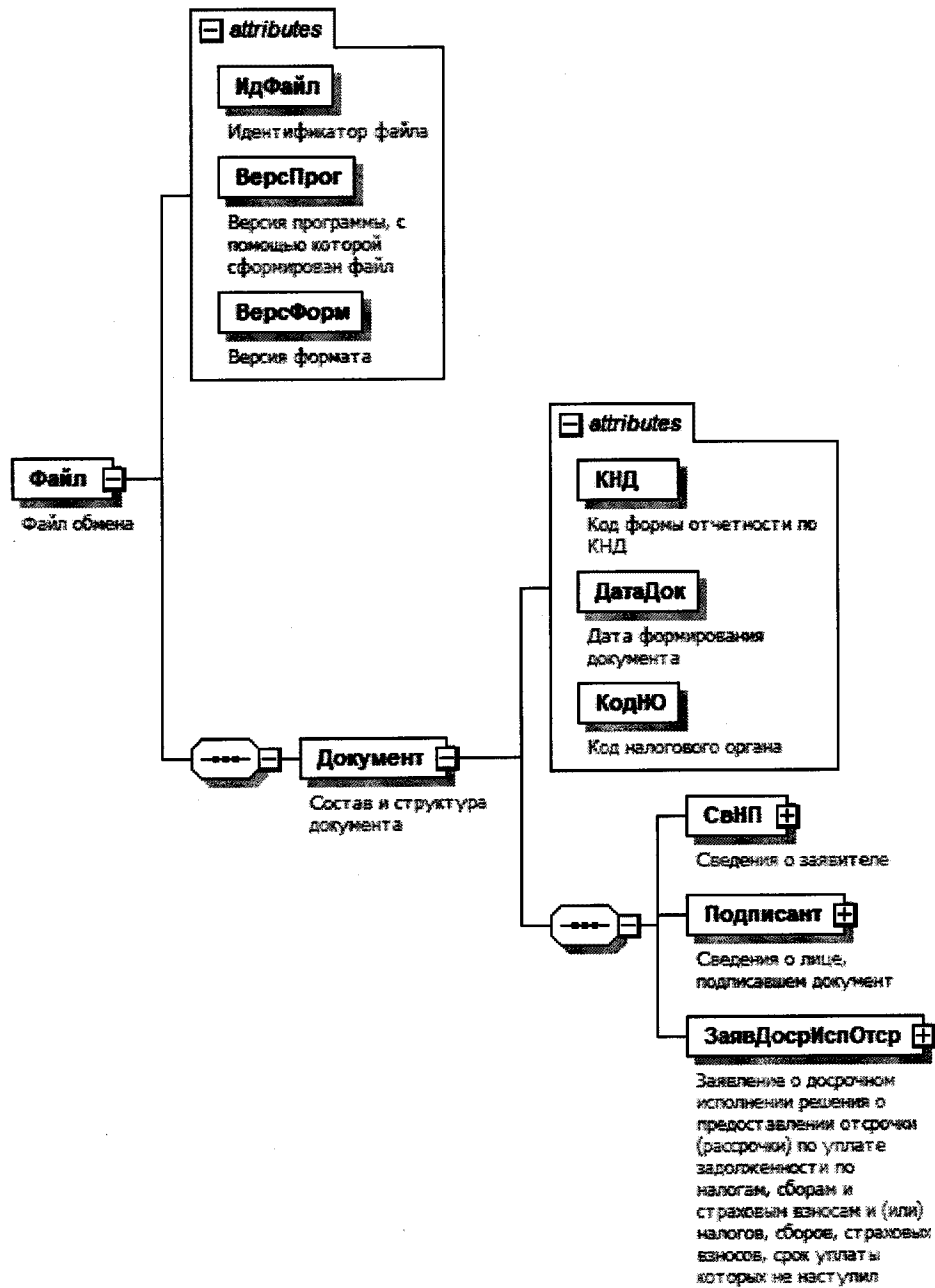 attributes
ИдФайл
Идентификатор файла
ВерсПрог
Версия программы, с
помощью которой
сформирован файл
ВерсФорм
Версия формата
Файл
Файл обмена
attributes
КНД
Код формы отчетности по
КНД
ДатаДок
Дата формирования
документа
КодНО
Код налогового органа
Документ
Состав и структура
документа
СвНП
Сведения о заявителе
Подписант
Сведения о лице,
подписавшем документ
ЗаявДосрИспОтср
Заявление о досрочном
исполнении решения о
предоставлении отсрочки
(рассрочки) по уплате
задолженности по
налогам, сборам и
страховым взносам и (или)
налогов, сборов, страховых
взносов, срок уплаты
которых не наступил